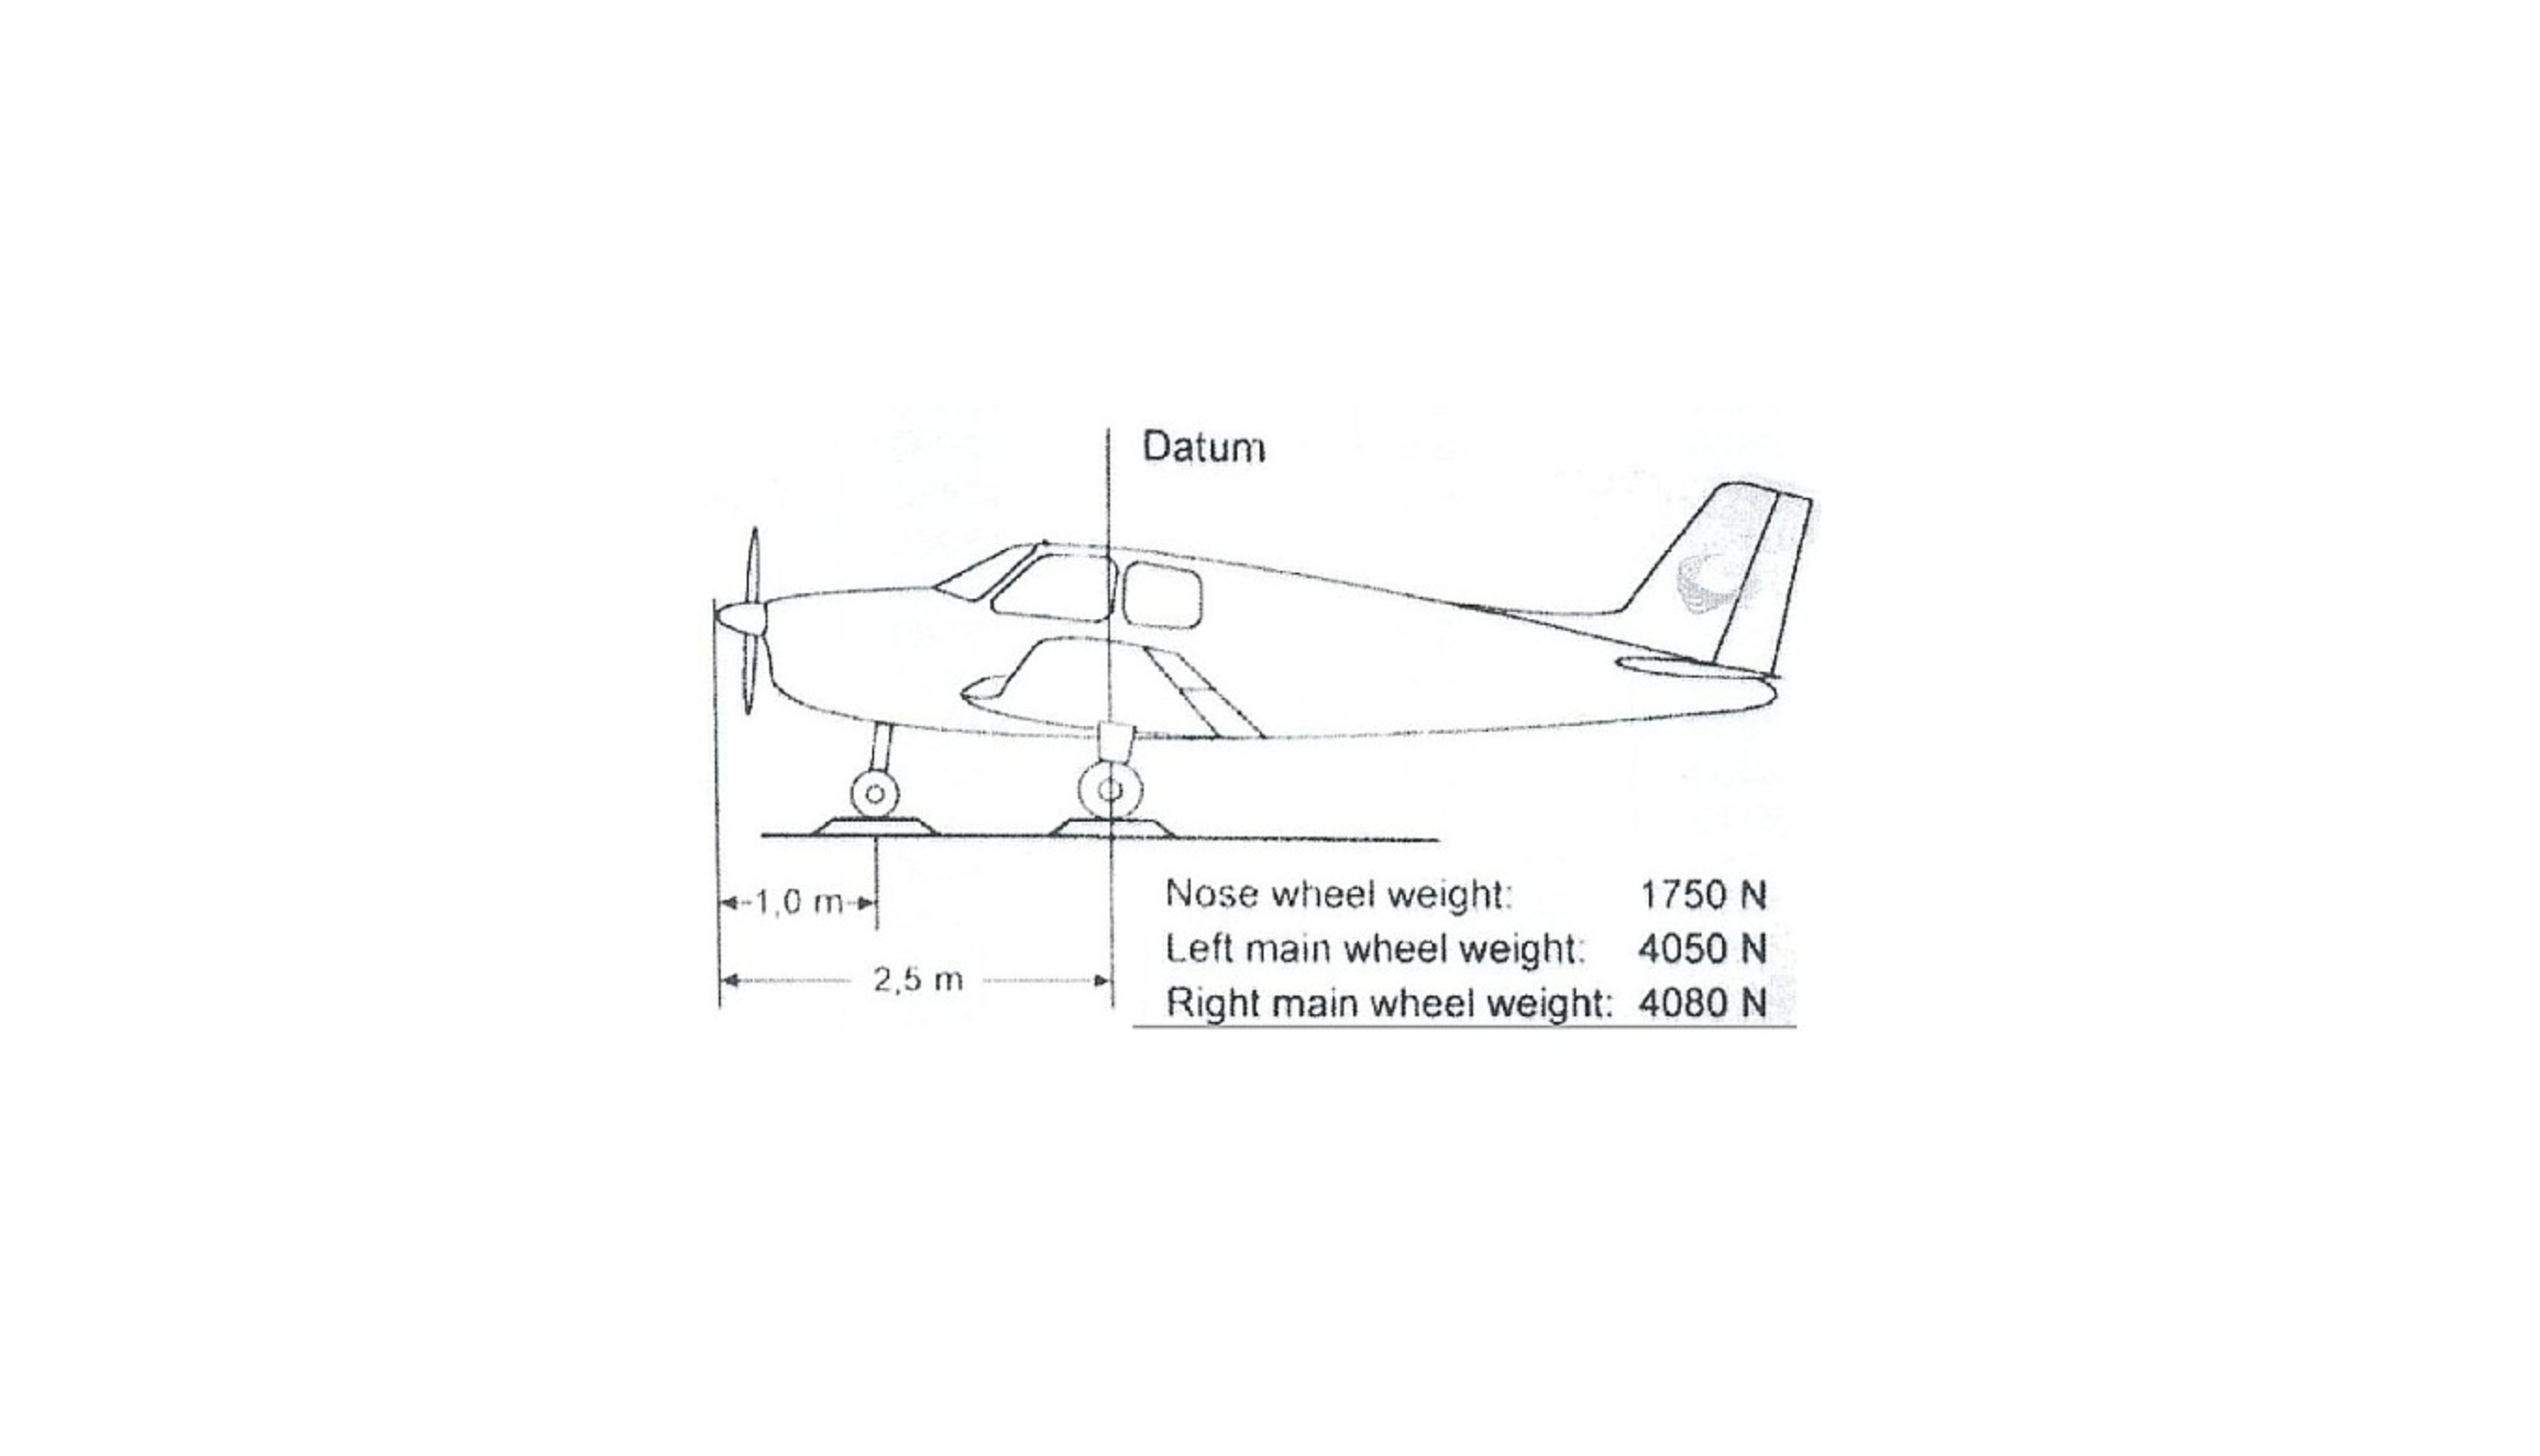 Datum
1,0 m
2,5 m
Nose wheel weight: 1750 N
Left main wheel weight: 4050 N
Right main wheel weight: 4080 N